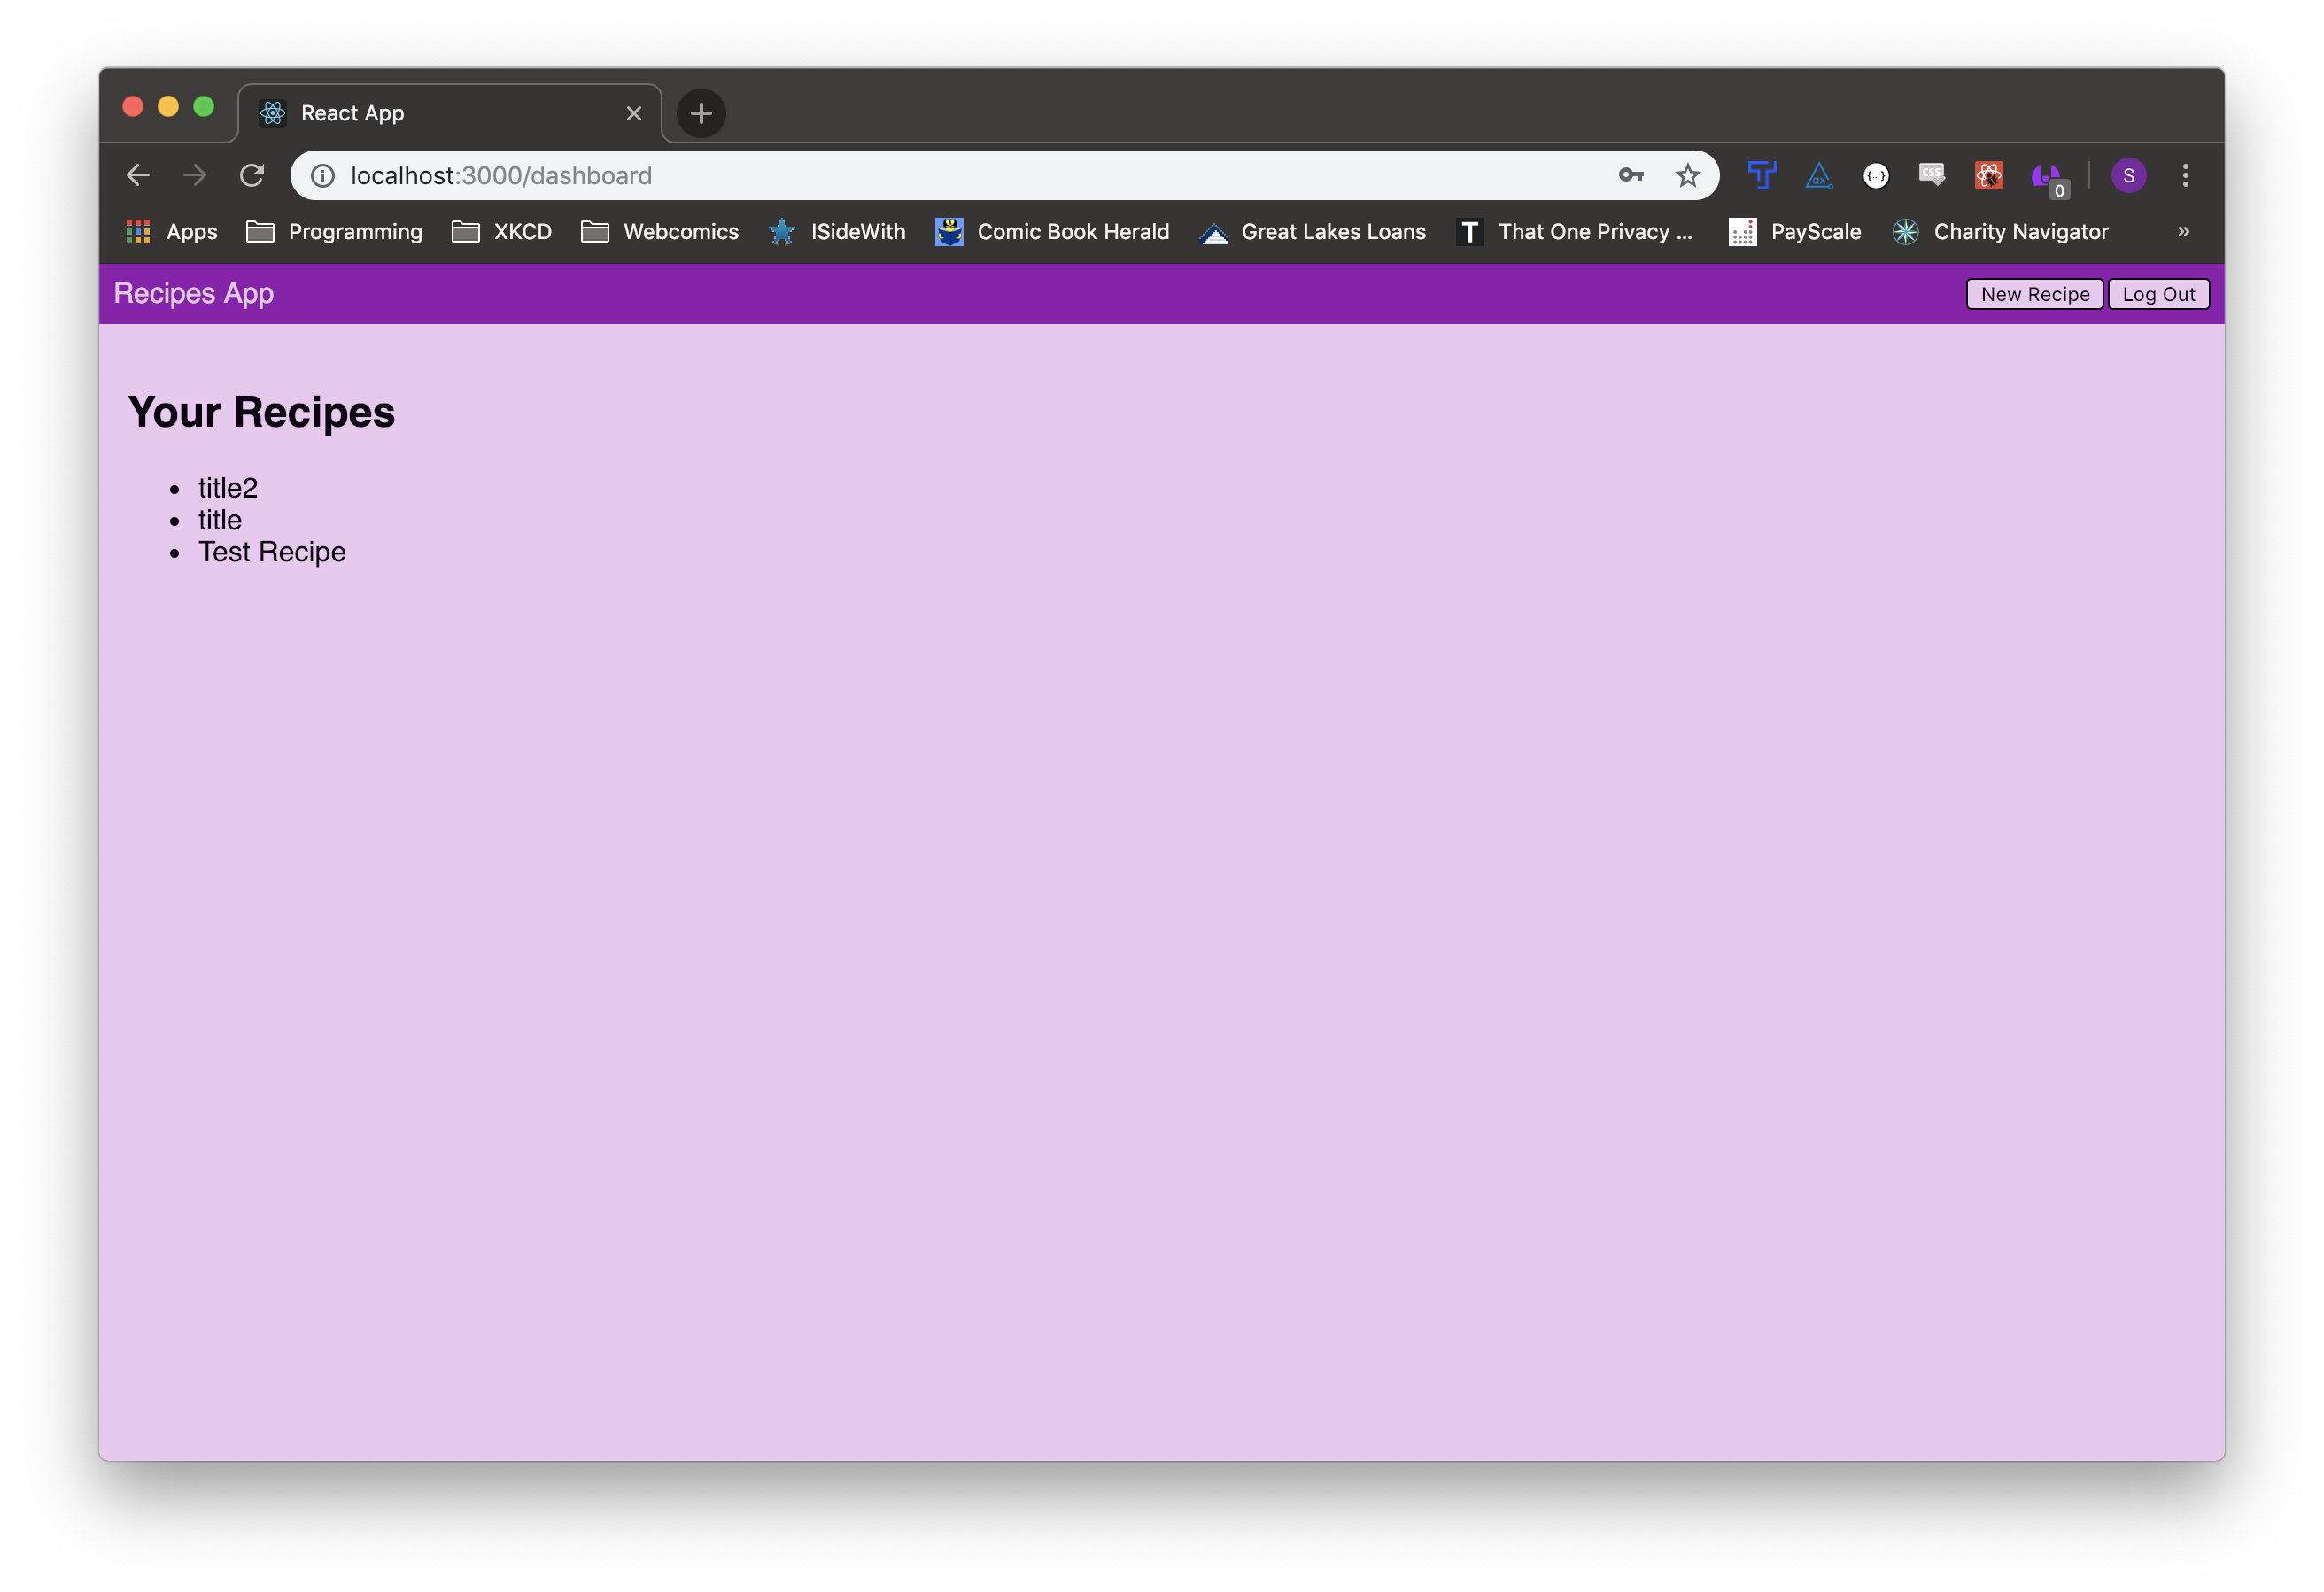 React App
localhost:3000/dashboard
0
S
Apps Programming XKCD Webcomics ISideWith Comic Book Herald Great Lakes Loans T That One Privacy ... PayScale Charity Navigator »
Recipes App New Recipe Log Out
Your Recipes
• title2
• title
• Test Recipe